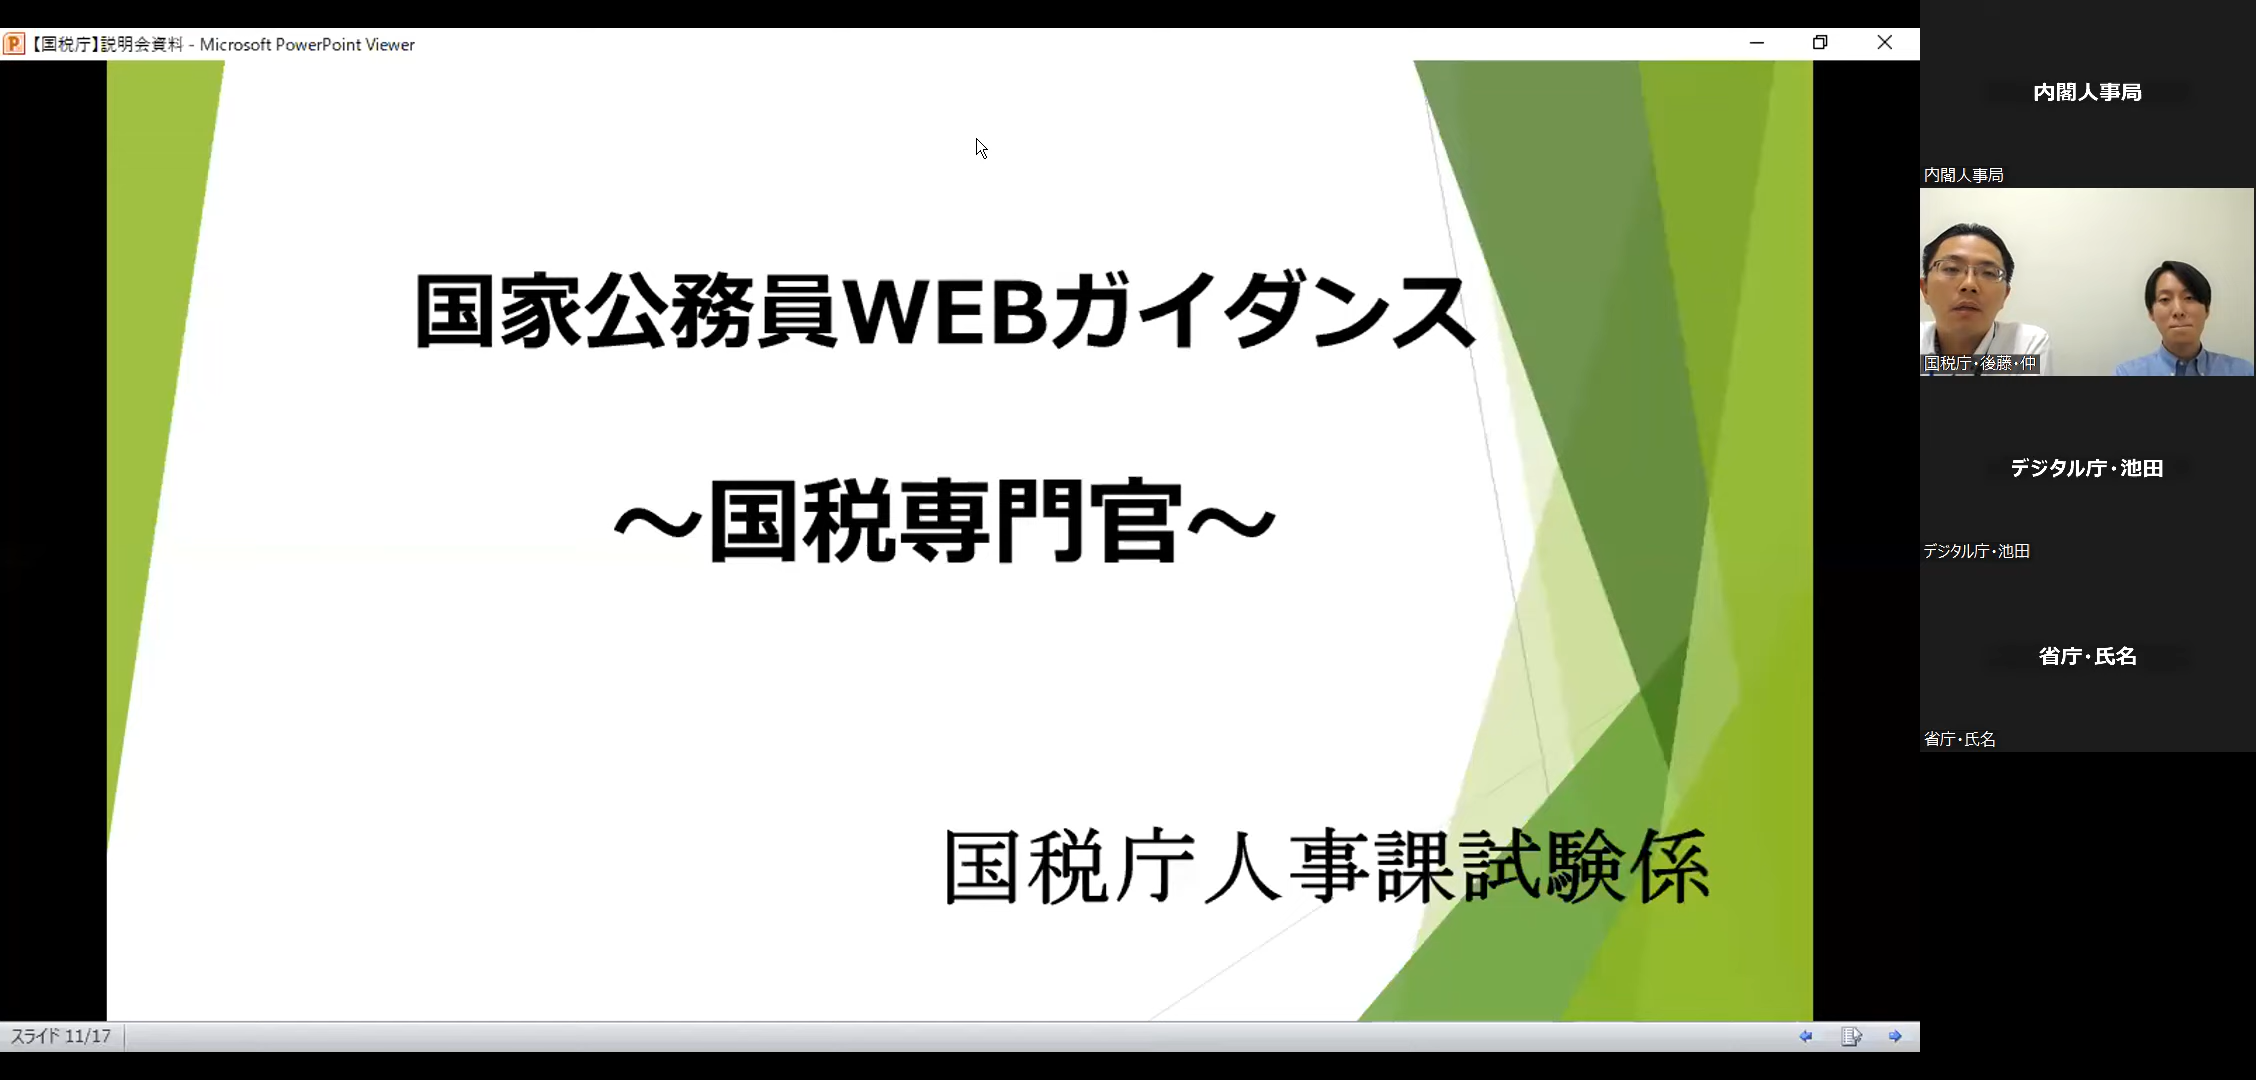 【国税庁】説明会資料 - Microsoft PowerPoint Viewer
国家公務員WEBガイダンス
～国税専門官～
国税庁人事課試験係
スライド 11/17
内閣人事局
内閣人事局
国税庁・後藤・仲
デジタル庁・池田
デジタル庁・池田
省庁・氏名
省庁・氏名